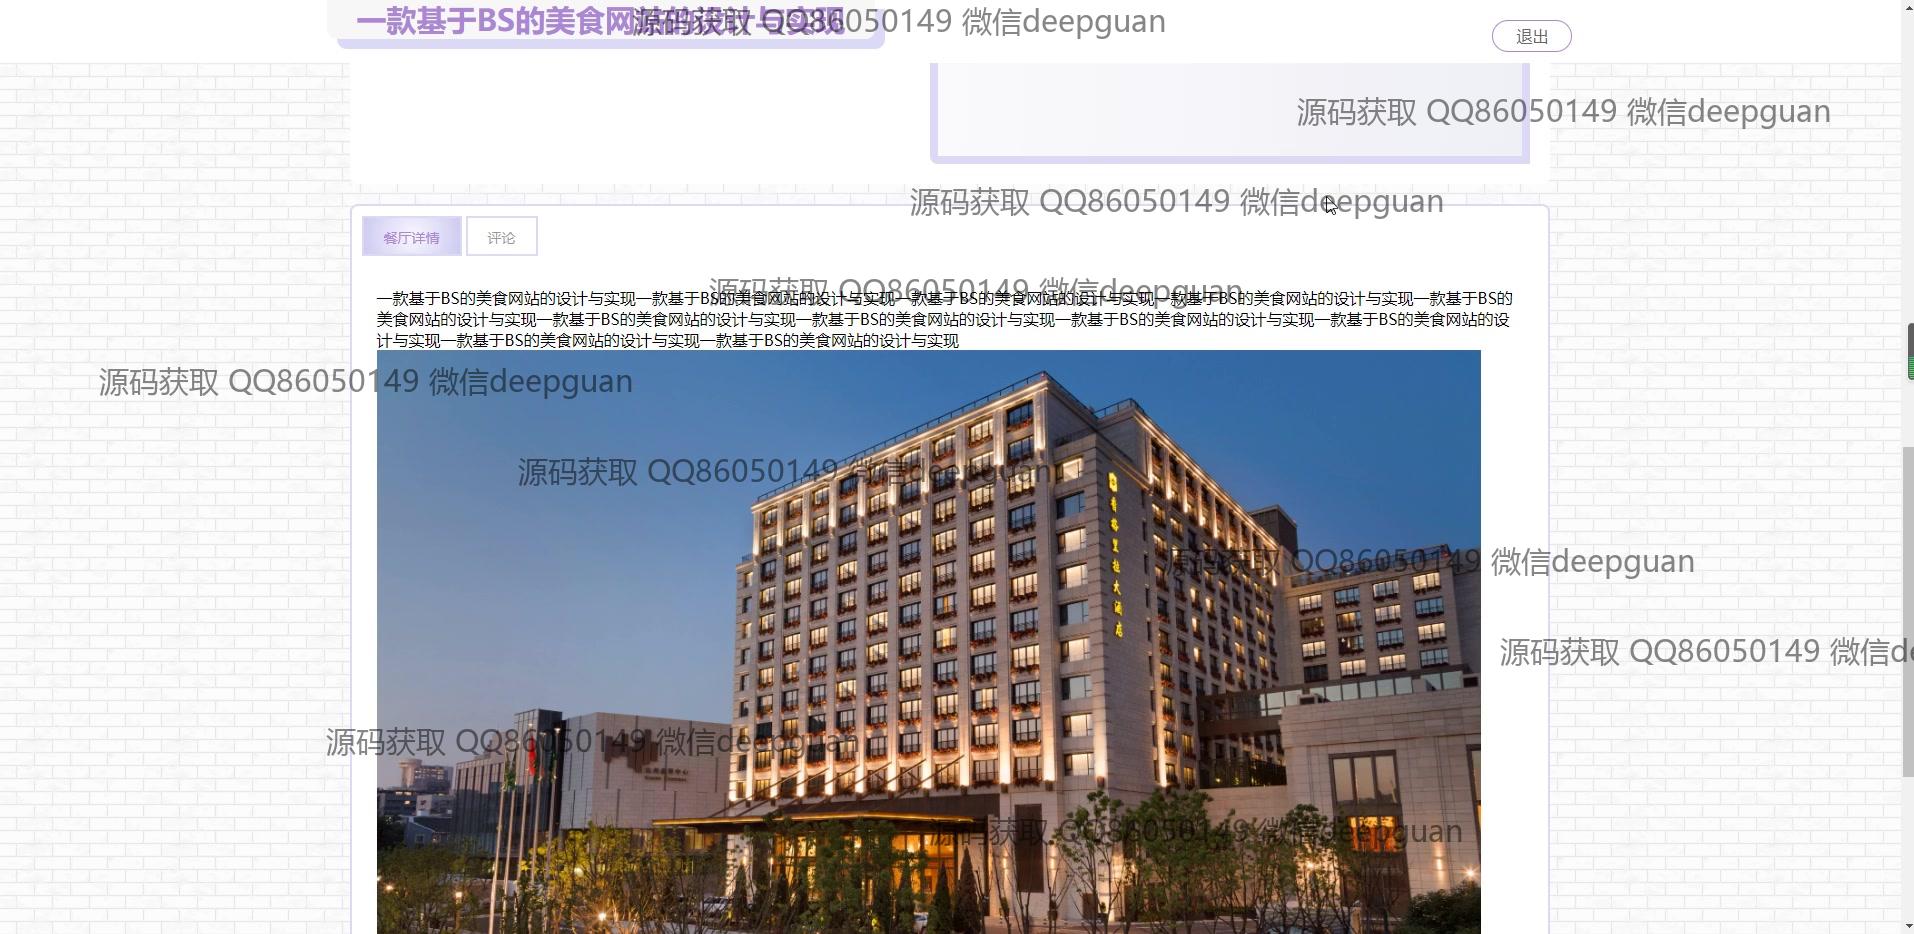 一款基于BS的美食网站的设计与实现
源码获取 QQ86050149 微信deepguan
退出
源码获取 QQ86050149 微信deepguan
源码获取 QQ86050149 微信deepguan
餐厅详情
评论
源码获取 QQ86050149 微信deepguan
一款基于BS的美食网站的设计与实现一款基于BS的美食网站的设计与实现一款基于BS的美食网站的设计与实现一款基于BS的美食网站的设计与实现一款基于BS的
美食网站的设计与实现一款基于BS的美食网站的设计与实现一款基于BS的美食网站的设计与实现一款基于BS的美食网站的设计与实现一款基于BS的美食网站的设
计与实现一款基于BS的美食网站的设计与实现一款基于BS的美食网站的设计与实现
源码获取 QQ86050149 微信deepguan
源码获取 QQ86050149 微信deepguan
香格里拉大酒店
源码获取 QQ86050149 微信deepguan
源码获取 QQ86050149 微信de
源码获取 QQ86050149 微信deepguan
源码获取 QQ86050149 微信deepguan